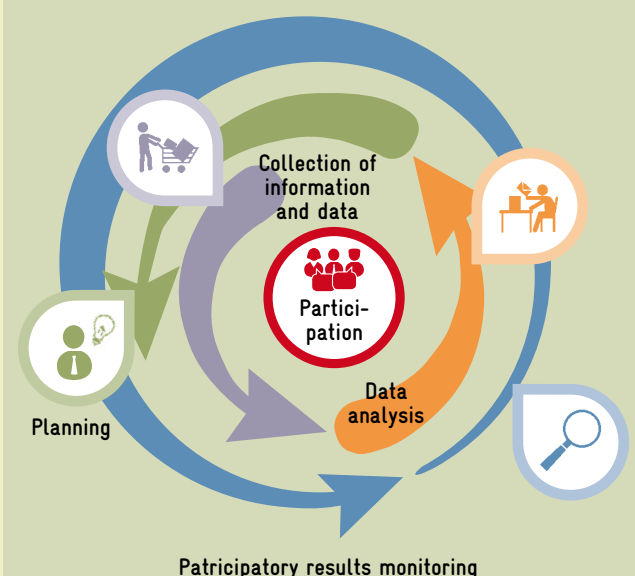 Collection of
information
and data
Partici-
pation
Data
analysis
Planning
Patricipatory results monitoring